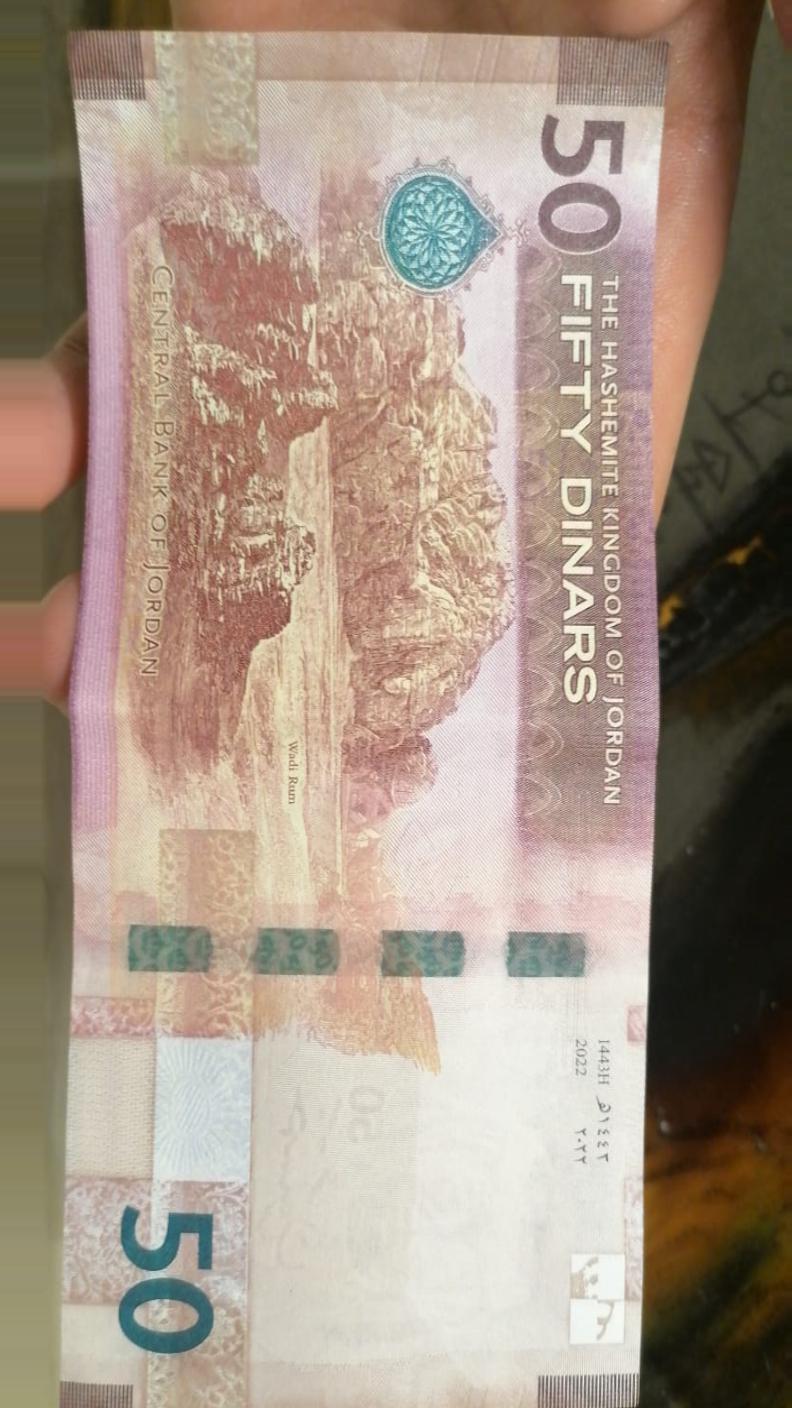 50
THE HASHEMITE KINGDOM OF JORDAN
FIFTY DINARS
1443H ١٤٤٣هـ
2022 ٢٠٢٢
Wadi Rum
CENTRAL BANK OF JORDAN
50